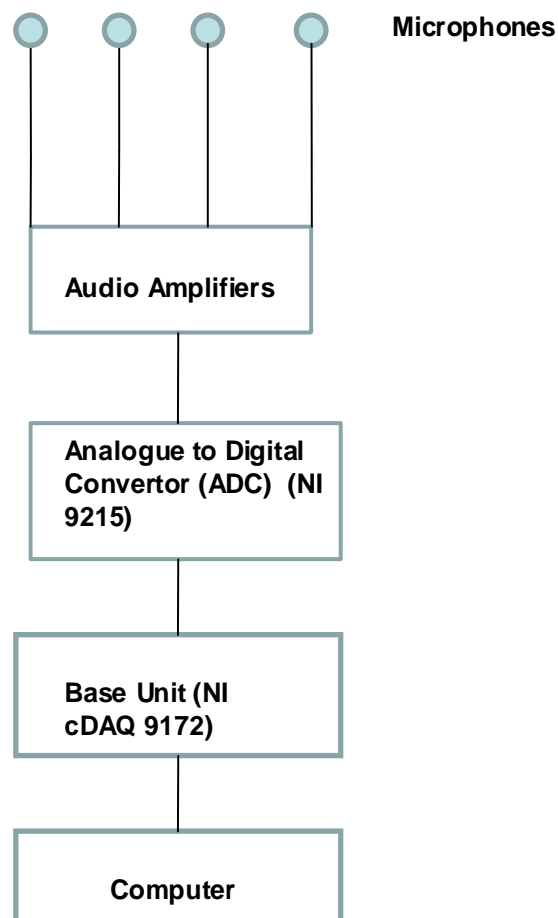 Microphones
Audio Amplifiers
Analogue to Digital
Convertor (ADC) (NI
9215)
Base Unit (NI
cDAQ 9172)
Computer